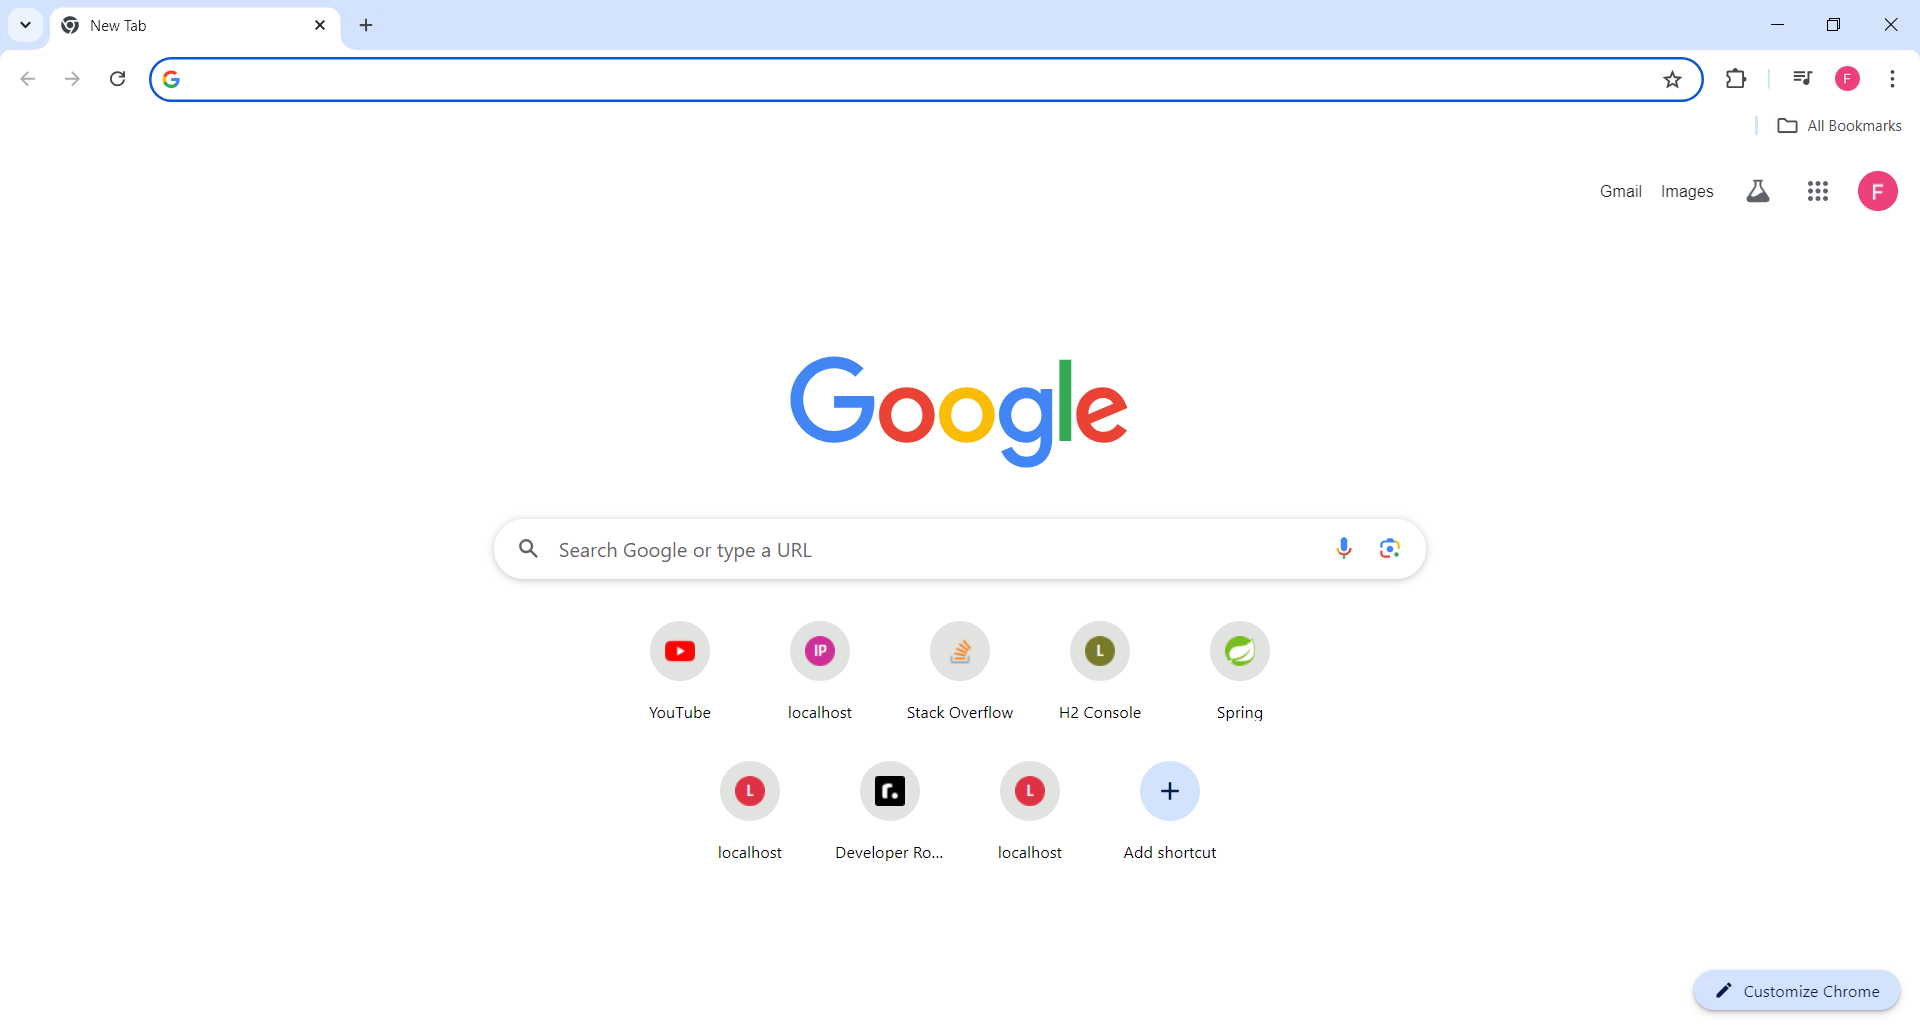 New Tab
F
All Bookmarks
Gmail Images
F
Google
Search Google or type a URL
IP
L
YouTube
localhost
Stack Overflow
H2 Console
Spring
L
r.
L
localhost
Developer Ro...
localhost
Add shortcut
Customize Chrome